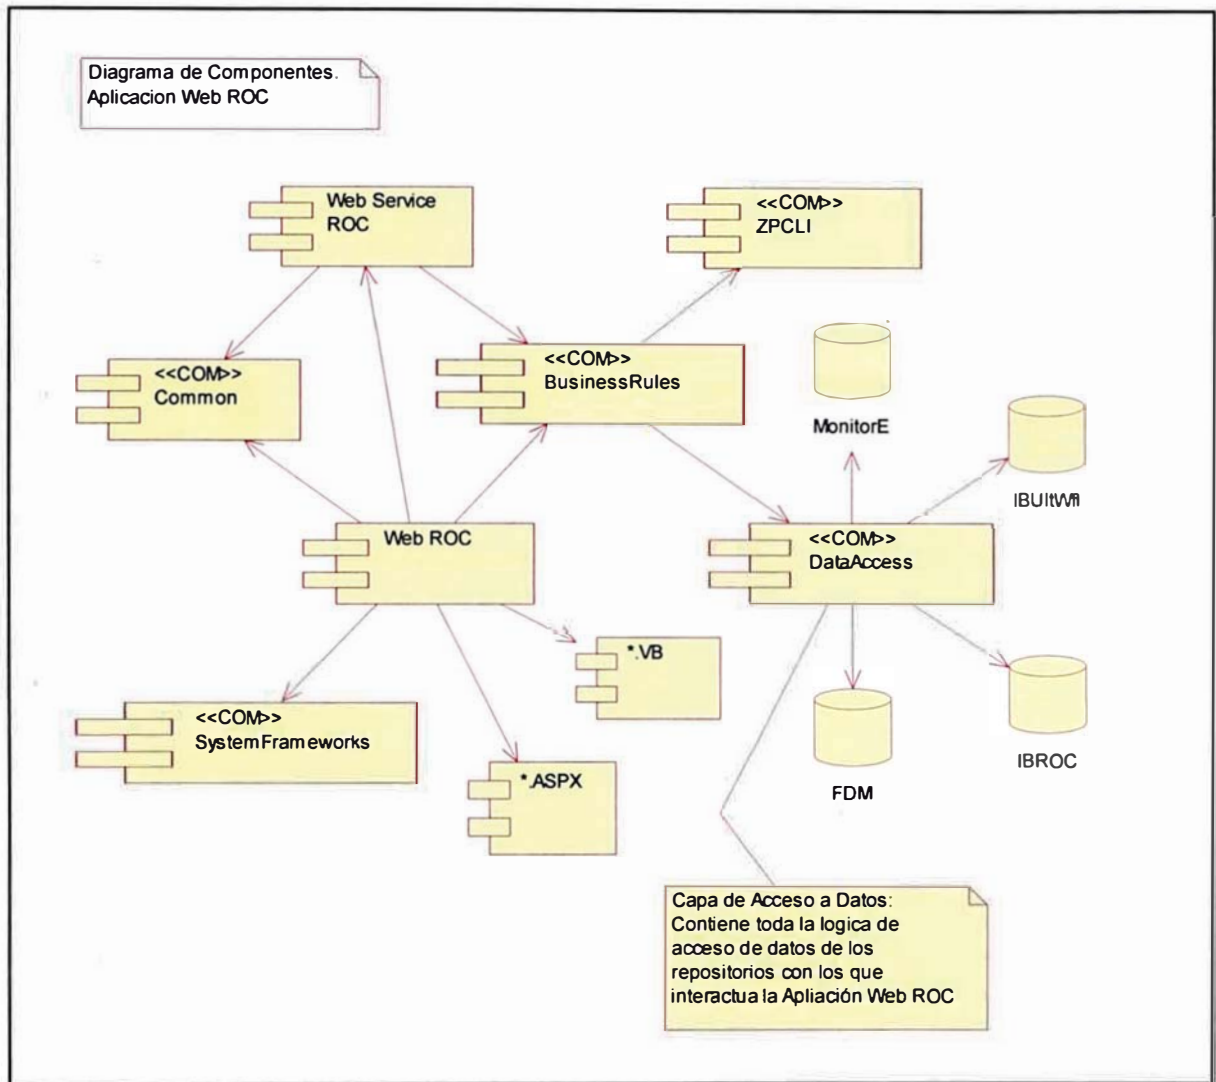 Diagrama de Componentes.
Aplicacion Web ROC
Web Service
ROC
<<COM>>
ZPCLI
<<COM>>
Common
<<COM>>
BusinessRules
MonitorE
IBUltWfl
Web ROC
<<COM>>
DataAccess
*.VB
<<COM>>
SystemFrameworks
*.ASPX
FDM
IBROC
Capa de Acceso a Datos:
Contiene toda la logica de
acceso de datos de los
repositorios con los que
interactua la Apliación Web ROC